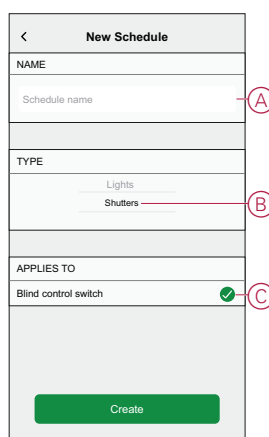 New Schedule
NAME
Schedule name
A
TYPE
Lights
Shutters
B
APPLIES TO
Blind control switch
C
Create